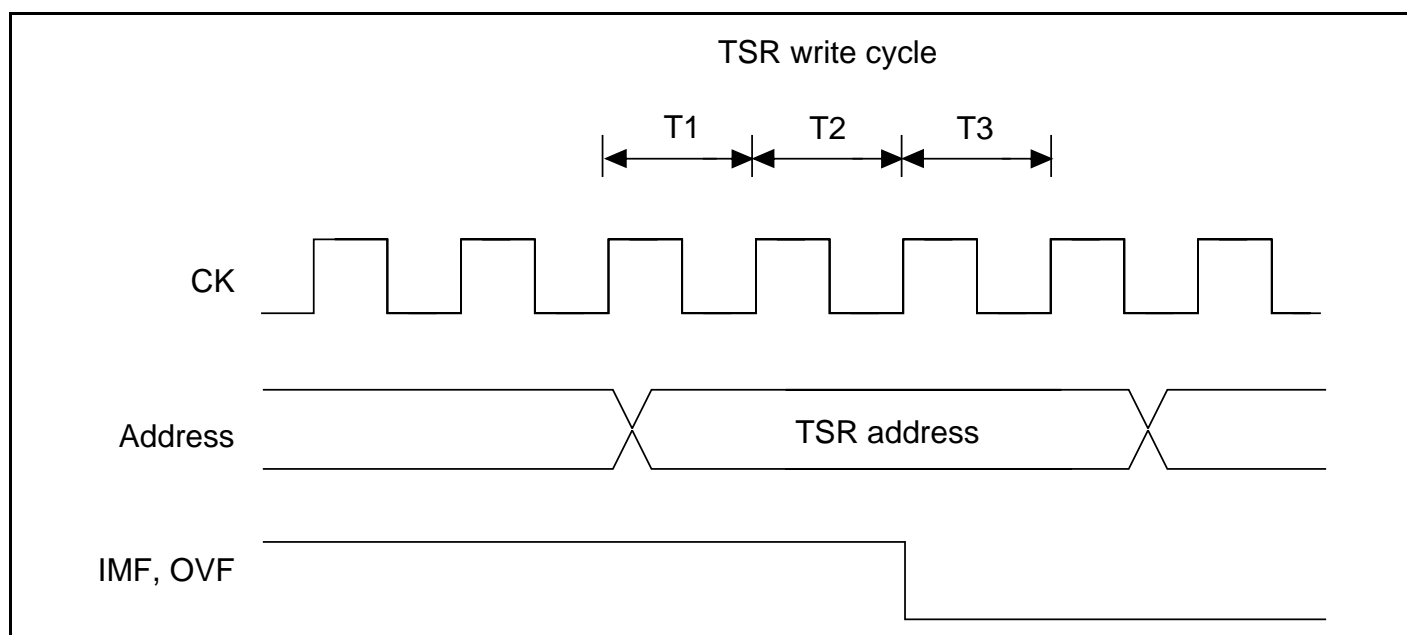 TSR write cycle
T1 T2 T3
CK
Address TSR address
IMF, OVF